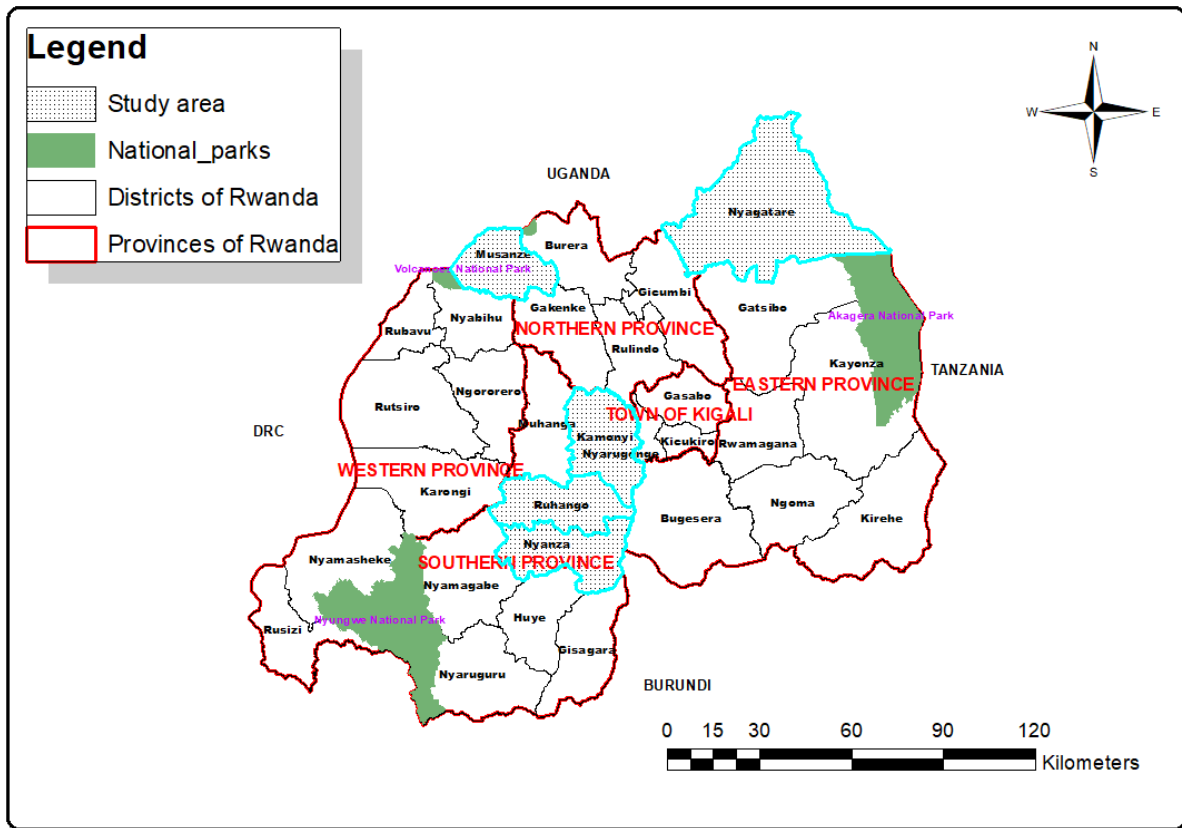 Legend
Study area
National_parks
Districts of Rwanda
Provinces of Rwanda
N
W
E
S
UGANDA
Nyagatare
Burera
Musanze
Volcanoes National Park
Gicumbi
Gakenke
Gatsibo
Akagera National Park
Nyabihu
Rubavu
NORTHERN PROVINCE
Rulindo
Kayonza
TANZANIA
EASTERN PROVINCE
Ngororero
Gasabo
Rutsiro
TOWN OF KIGALI
Muhanga
DRC
Kamonyi
Kicukiro
Rwamagana
Nyarugenge
WESTERN PROVINCE
Karongi
Ruhango
Ngoma
Bugesera
Kirehe
Nyanza
Nyamasheke
SOUTHERN PROVINCE
Nyamagabe
Nyungwe National Park
Huye
Rusizi
Gisagara
Nyaruguru
BURUNDI
0 15 30 60 90 120
Kilometers